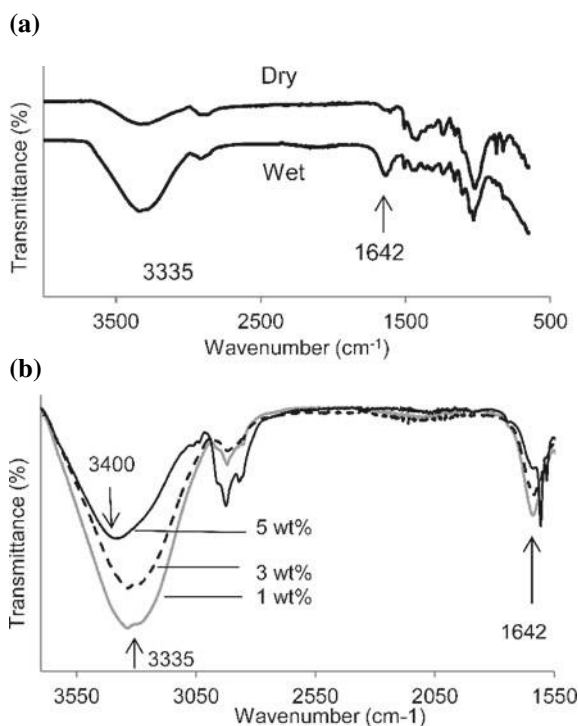 (a)
Transmittance (%)
Dry
Wet
3335
1642
3500
2500
1500
500
Wavenumber (cm⁻¹)
(b)
Transmittance (%)
3400
5 wt%
3 wt%
1 wt%
3335
1642
3550
3050
2550
2050
1550
Wavenumber (cm-1)